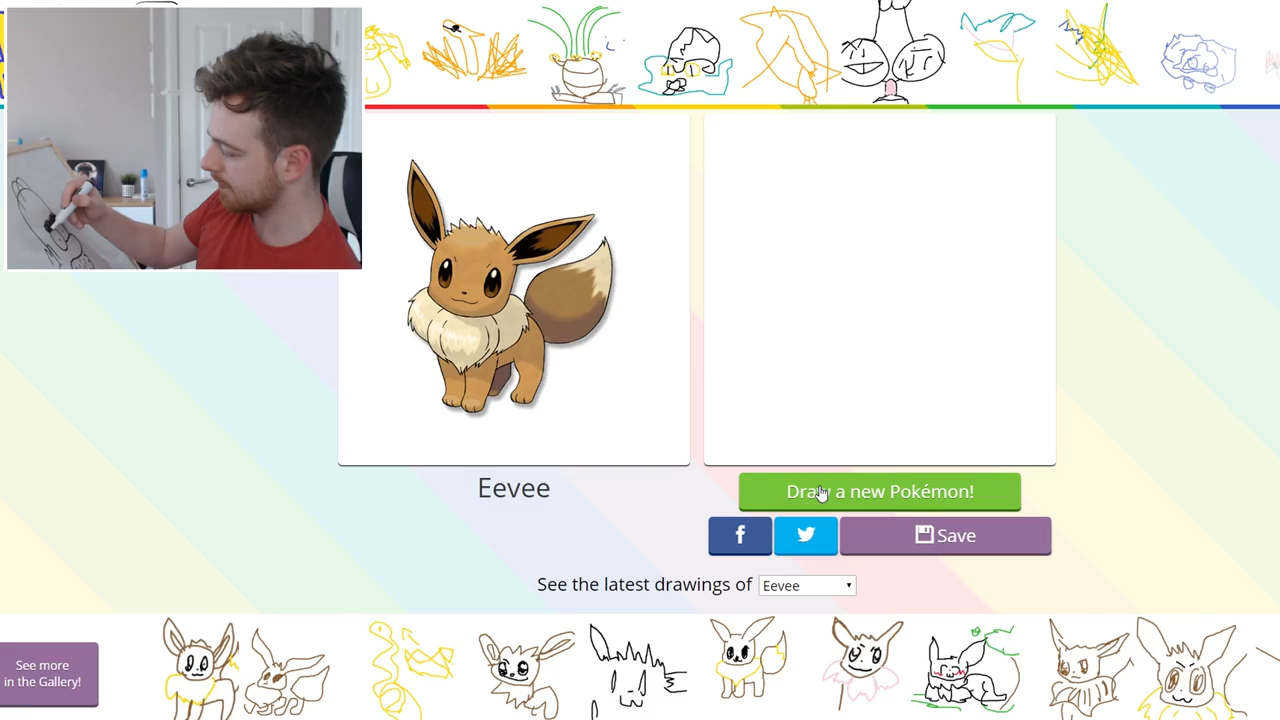 Eevee
Draw a new Pokémon!
f
Save
See the latest drawings of Eevee
See more
in the Gallery!